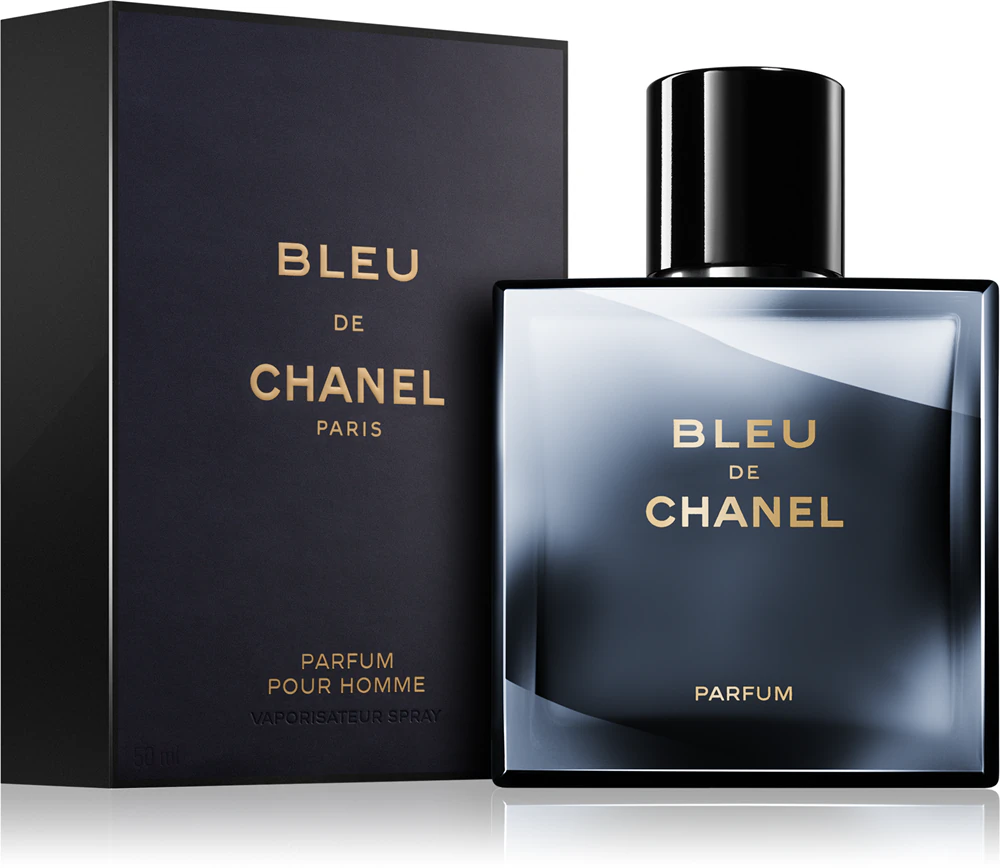 BLEU
DE
CHANEL
PARIS
PARFUM
POUR HOMME
VAPORISATEUR SPRAY
50 ml
BLEU
DE
CHANEL
PARFUM